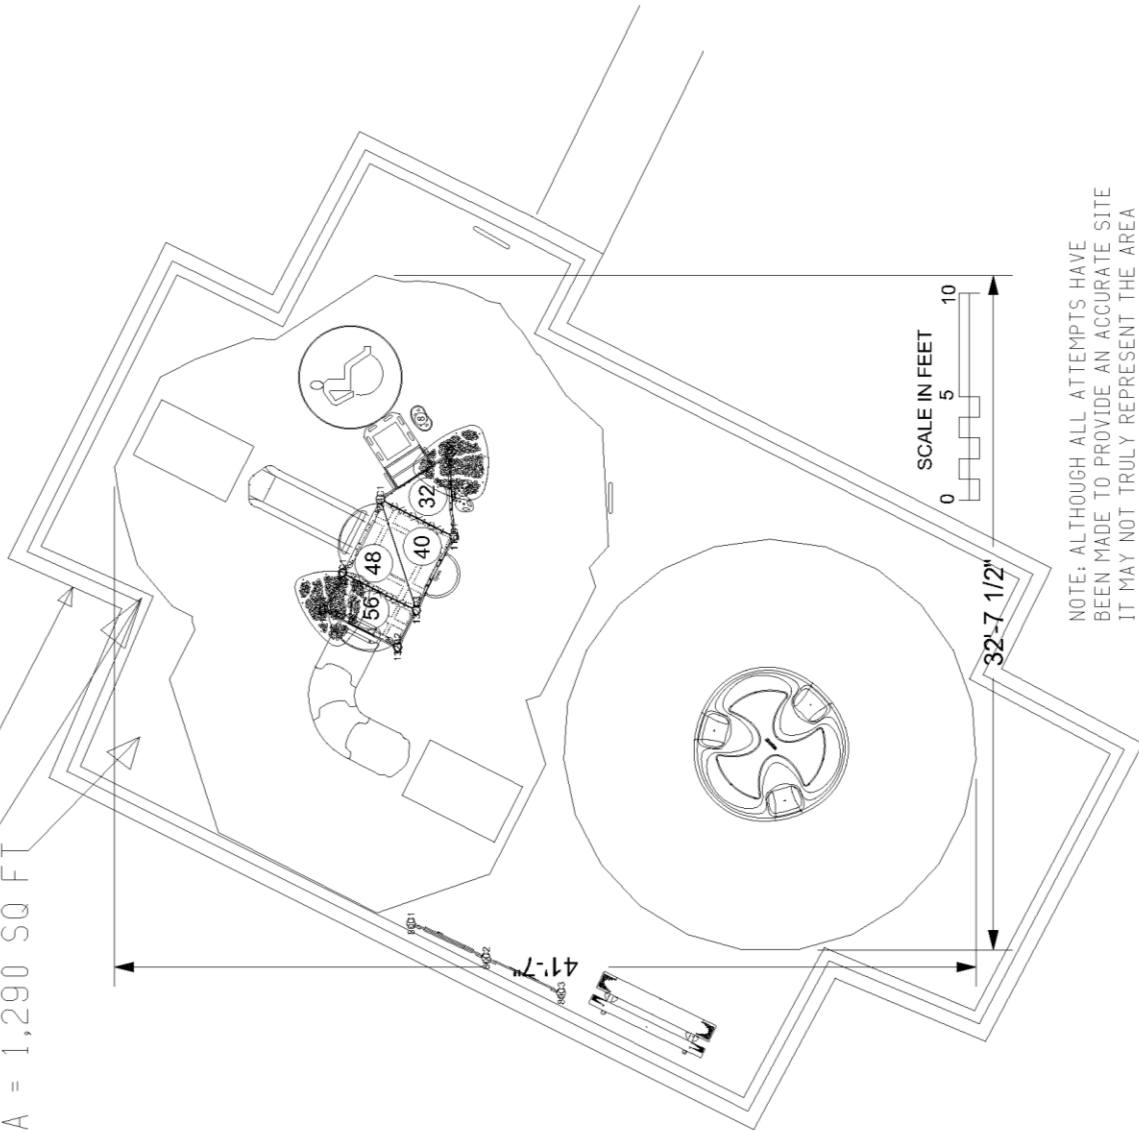 A = 1,290 SQ FT
32
40
48
56
8
41'-7"
32'-7 1/2"
SCALE IN FEET
0 5 10
NOTE: ALTHOUGH ALL ATTEMPTS HAVE
BEEN MADE TO PROVIDE AN ACCURATE SITE
IT MAY NOT TRULY REPRESENT THE AREA